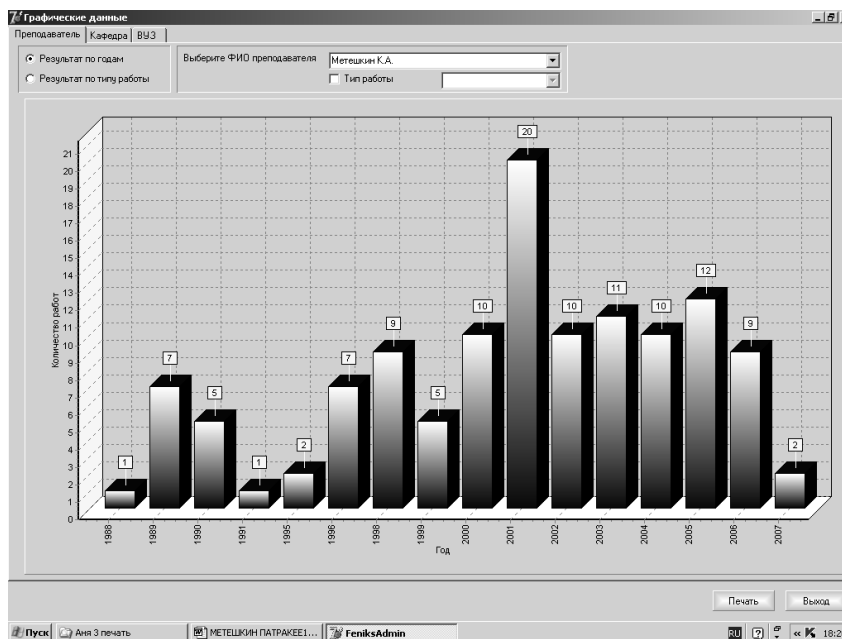 Графические данные
Преподаватель Кафедра ВУЗ
Результат по годам
Результат по типу работы
Выберите ФИО преподавателя Метешкин К.А.
Тип работы
21
20
19
18
17
16
15
14
13
12
11
10
9
8
7
6
5
4
3
2
1
0
Количество работ
1 7 5 1 2 7 9 5 10 20 10 11 10 12 9 2
1988 1989 1990 1991 1995 1996 1998 1999 2000 2001 2002 2003 2004 2005 2006 2007
Год
Печать Выход
Пуск Аня 3 печать МЕТЕШКИН ПАТРАКЕЕ1... FeniksAdmin RU « K 18:2